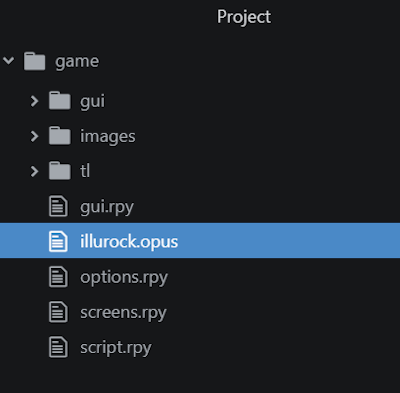 Project
game
gui
images
tl
gui.rpy
illurock.opus
options.rpy
screens.rpy
script.rpy